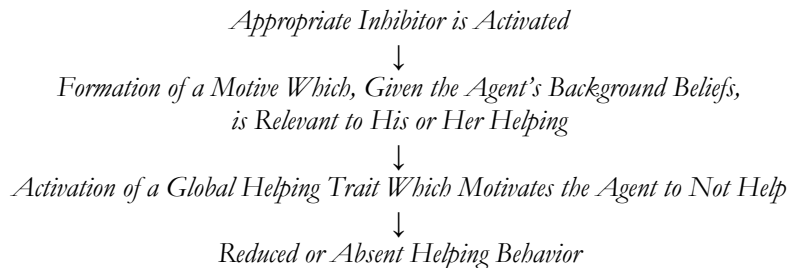 Appropriate Inhibitor is Activated
↓
Formation of a Motive Which, Given the Agent's Background Beliefs,
is Relevant to His or Her Helping
↓
Activation of a Global Helping Trait Which Motivates the Agent to Not Help
↓
Reduced or Absent Helping Behavior